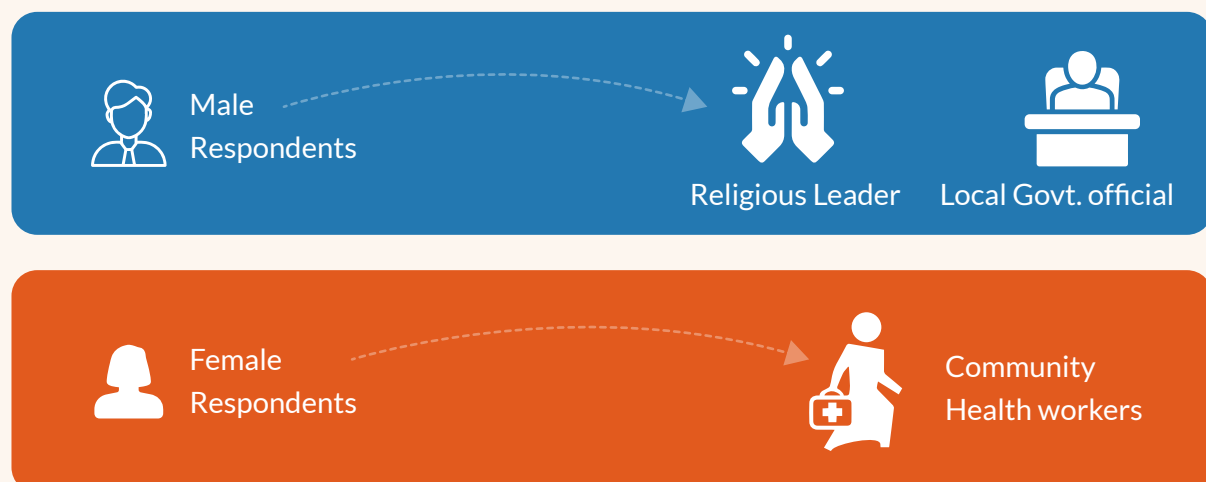 Male
Respondents
Religious Leader
Local Govt. official
Female
Respondents
Community
Health workers